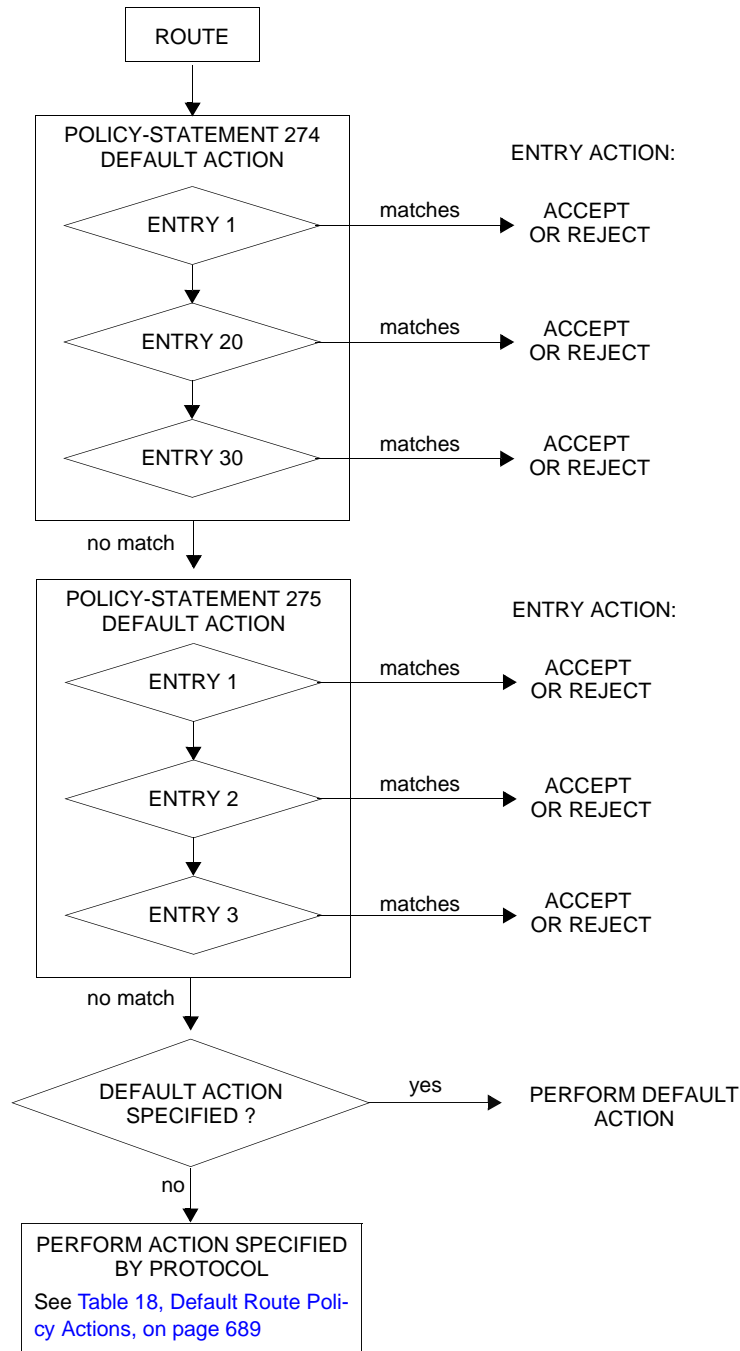 ROUTE
POLICY-STATEMENT 274
DEFAULT ACTION
ENTRY ACTION:
ENTRY 1
matches
ACCEPT
OR REJECT
ENTRY 20
matches
ACCEPT
OR REJECT
ENTRY 30
matches
ACCEPT
OR REJECT
no match
POLICY-STATEMENT 275
DEFAULT ACTION
ENTRY ACTION:
ENTRY 1
matches
ACCEPT
OR REJECT
ENTRY 2
matches
ACCEPT
OR REJECT
ENTRY 3
matches
ACCEPT
OR REJECT
no match
DEFAULT ACTION
SPECIFIED ?
yes
PERFORM DEFAULT
ACTION
no
PERFORM ACTION SPECIFIED
BY PROTOCOL
See Table 18, Default Route Poli-
cy Actions, on page 689